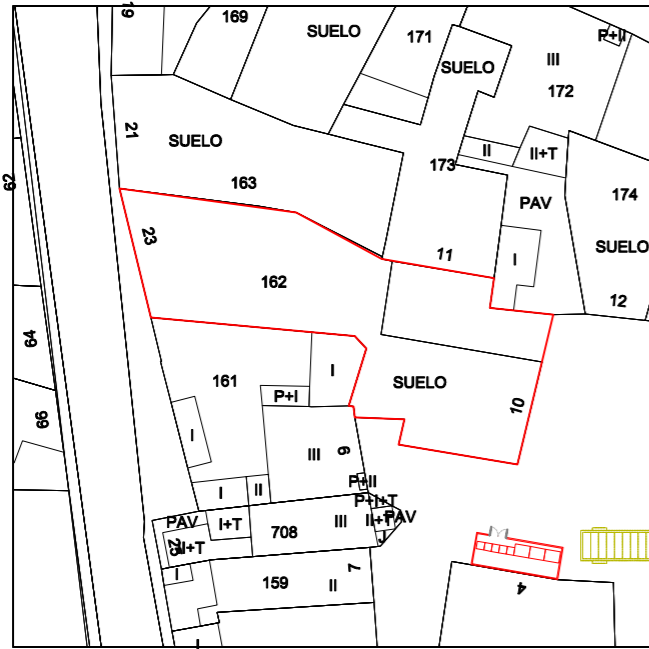 19
169
SUELO
171
P+II
III
SUELO
172
21
SUELO
II
II+T
173
62
163
174
PAV
23
11
SUELO
I
162
12
64
I
161
SUELO
P+I
10
66
I
III
9
P+II
I
II
P+I+T
PAV
I+T
III
II+T
PAV
708
J
25
II+T
I
7
159
II
4
I